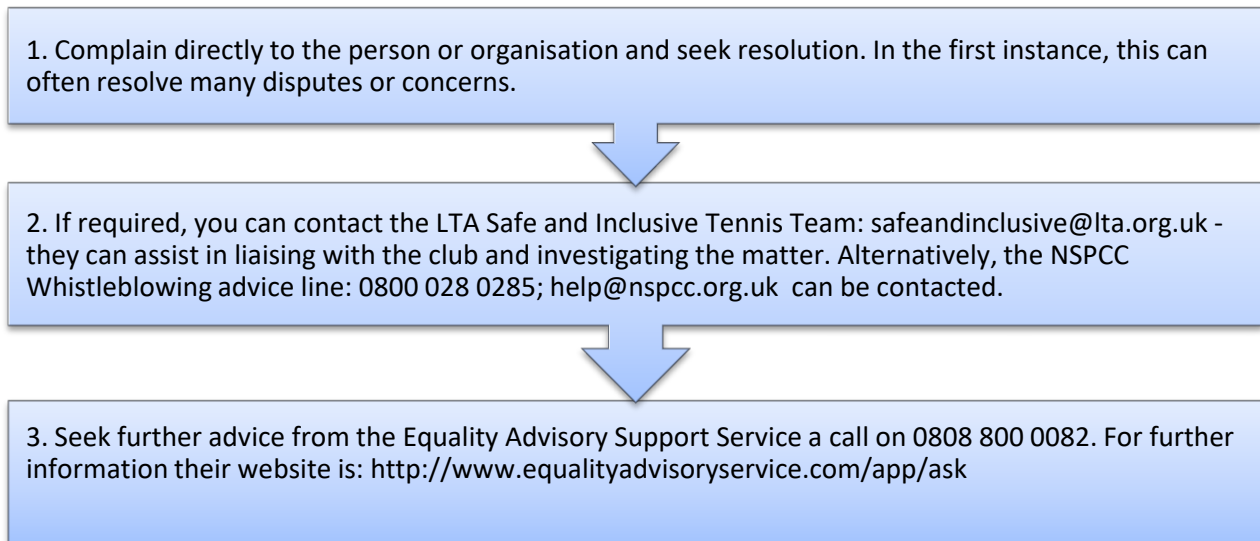 1. Complain directly to the person or organisation and seek resolution. In the first instance, this can
often resolve many disputes or concerns.
2. If required, you can contact the LTA Safe and Inclusive Tennis Team: safeandinclusive@lta.org.uk -
they can assist in liaising with the club and investigating the matter. Alternatively, the NSPCC
Whistleblowing advice line: 0800 028 0285; help@nspcc.org.uk  can be contacted.
3. Seek further advice from the Equality Advisory Support Service a call on 0808 800 0082. For further
information their website is: http://www.equalityadvisoryservice.com/app/ask